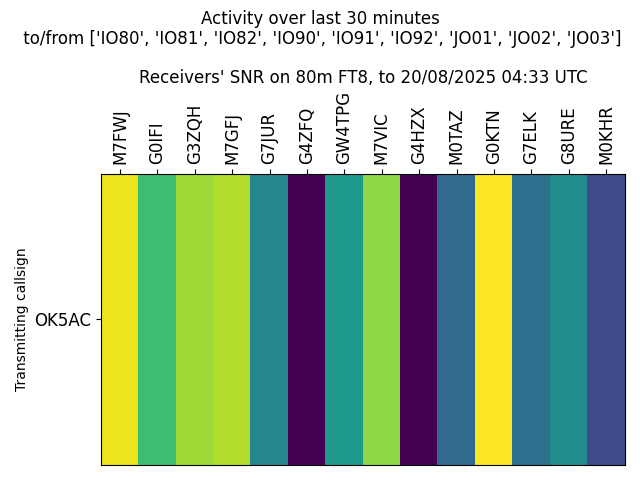 Activity over last 30 minutes
to/from ['IO80', 'IO81', 'IO82', 'IO90', 'IO91', 'IO92', 'JO01', 'JO02', 'JO03']
Receivers' SNR on 80m FT8, to 20/08/2025 04:33 UTC
M7FWJ
G0IFI
G3ZQH
M7GFJ
G7JUR
G4ZFQ
GW4TPG
M7VIC
G4HZX
M0TAZ
G0KTN
G7ELK
G8URE
M0KHR
Transmitting callsign
OK5AC